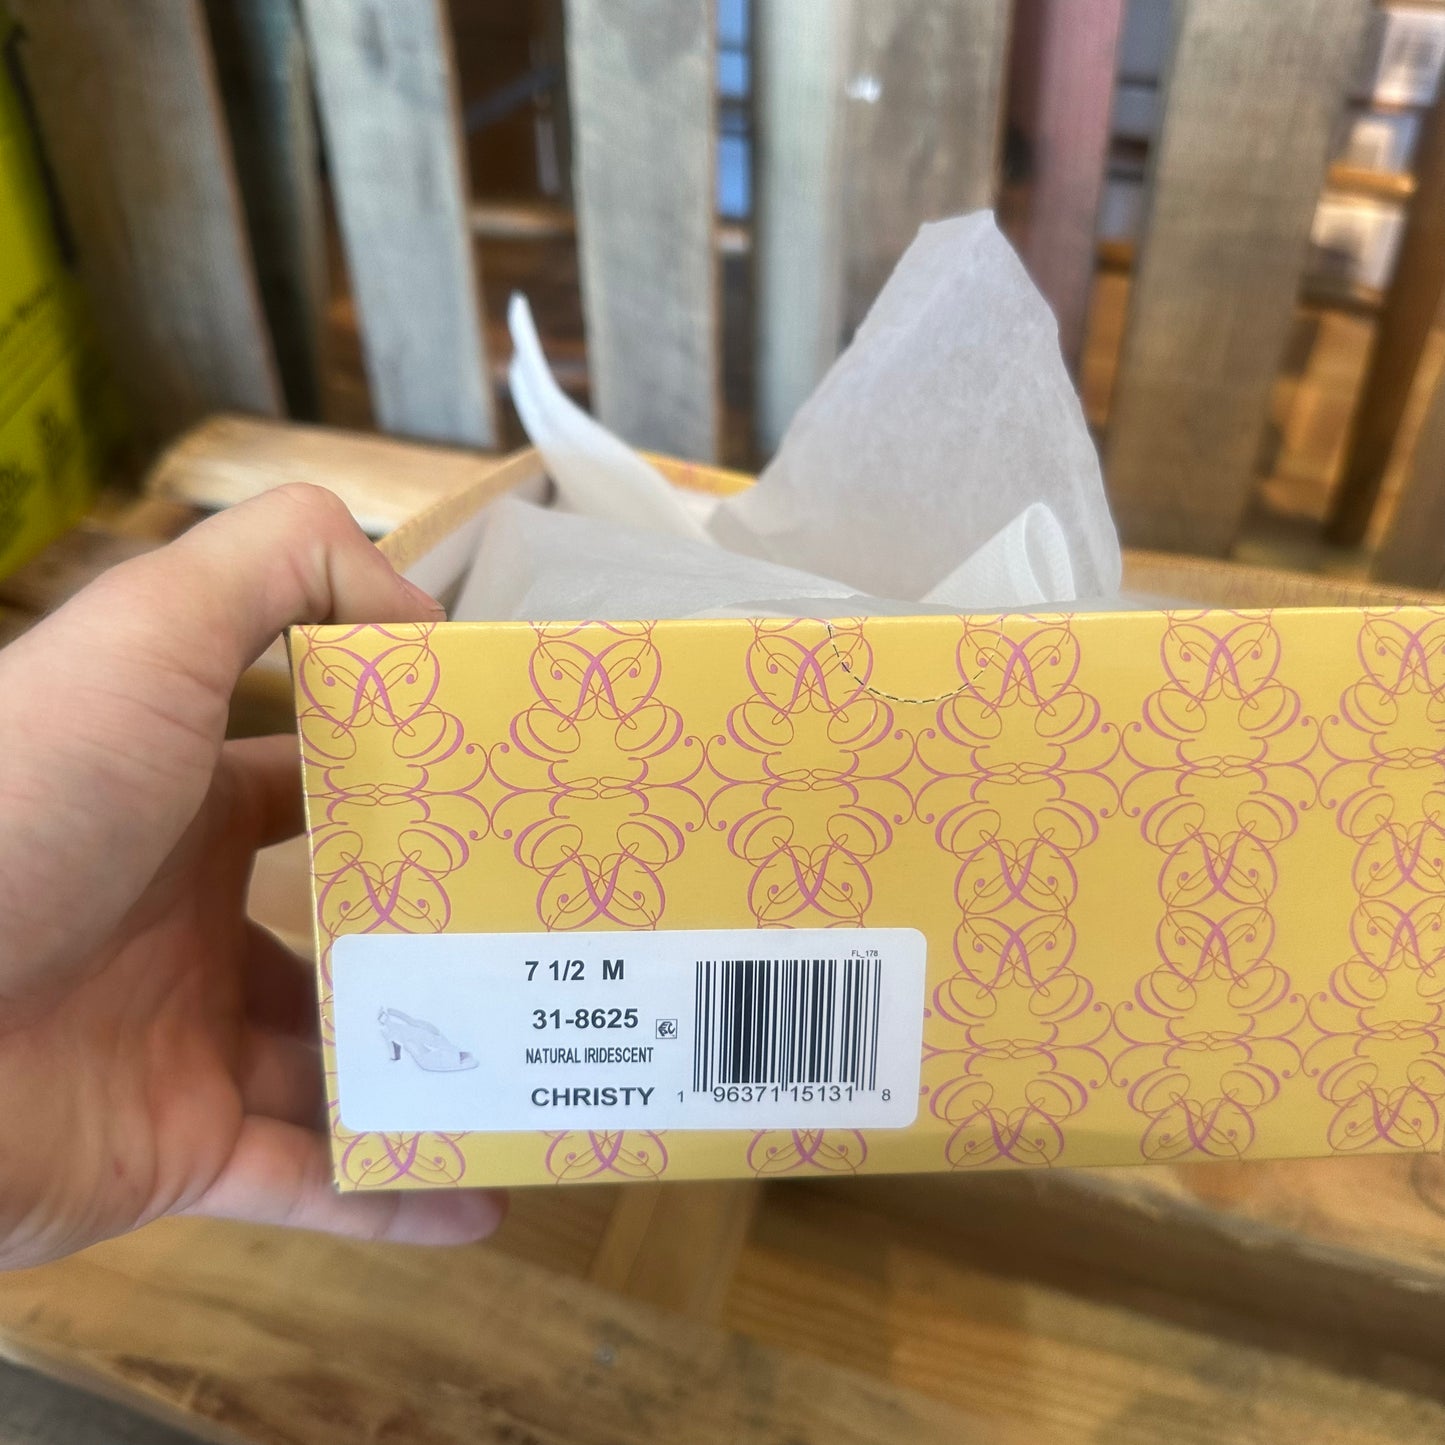 FL_178
7 1/2 M
31-8625
NATURAL IRIDESCENT
CHRISTY
1 96371 15131 8